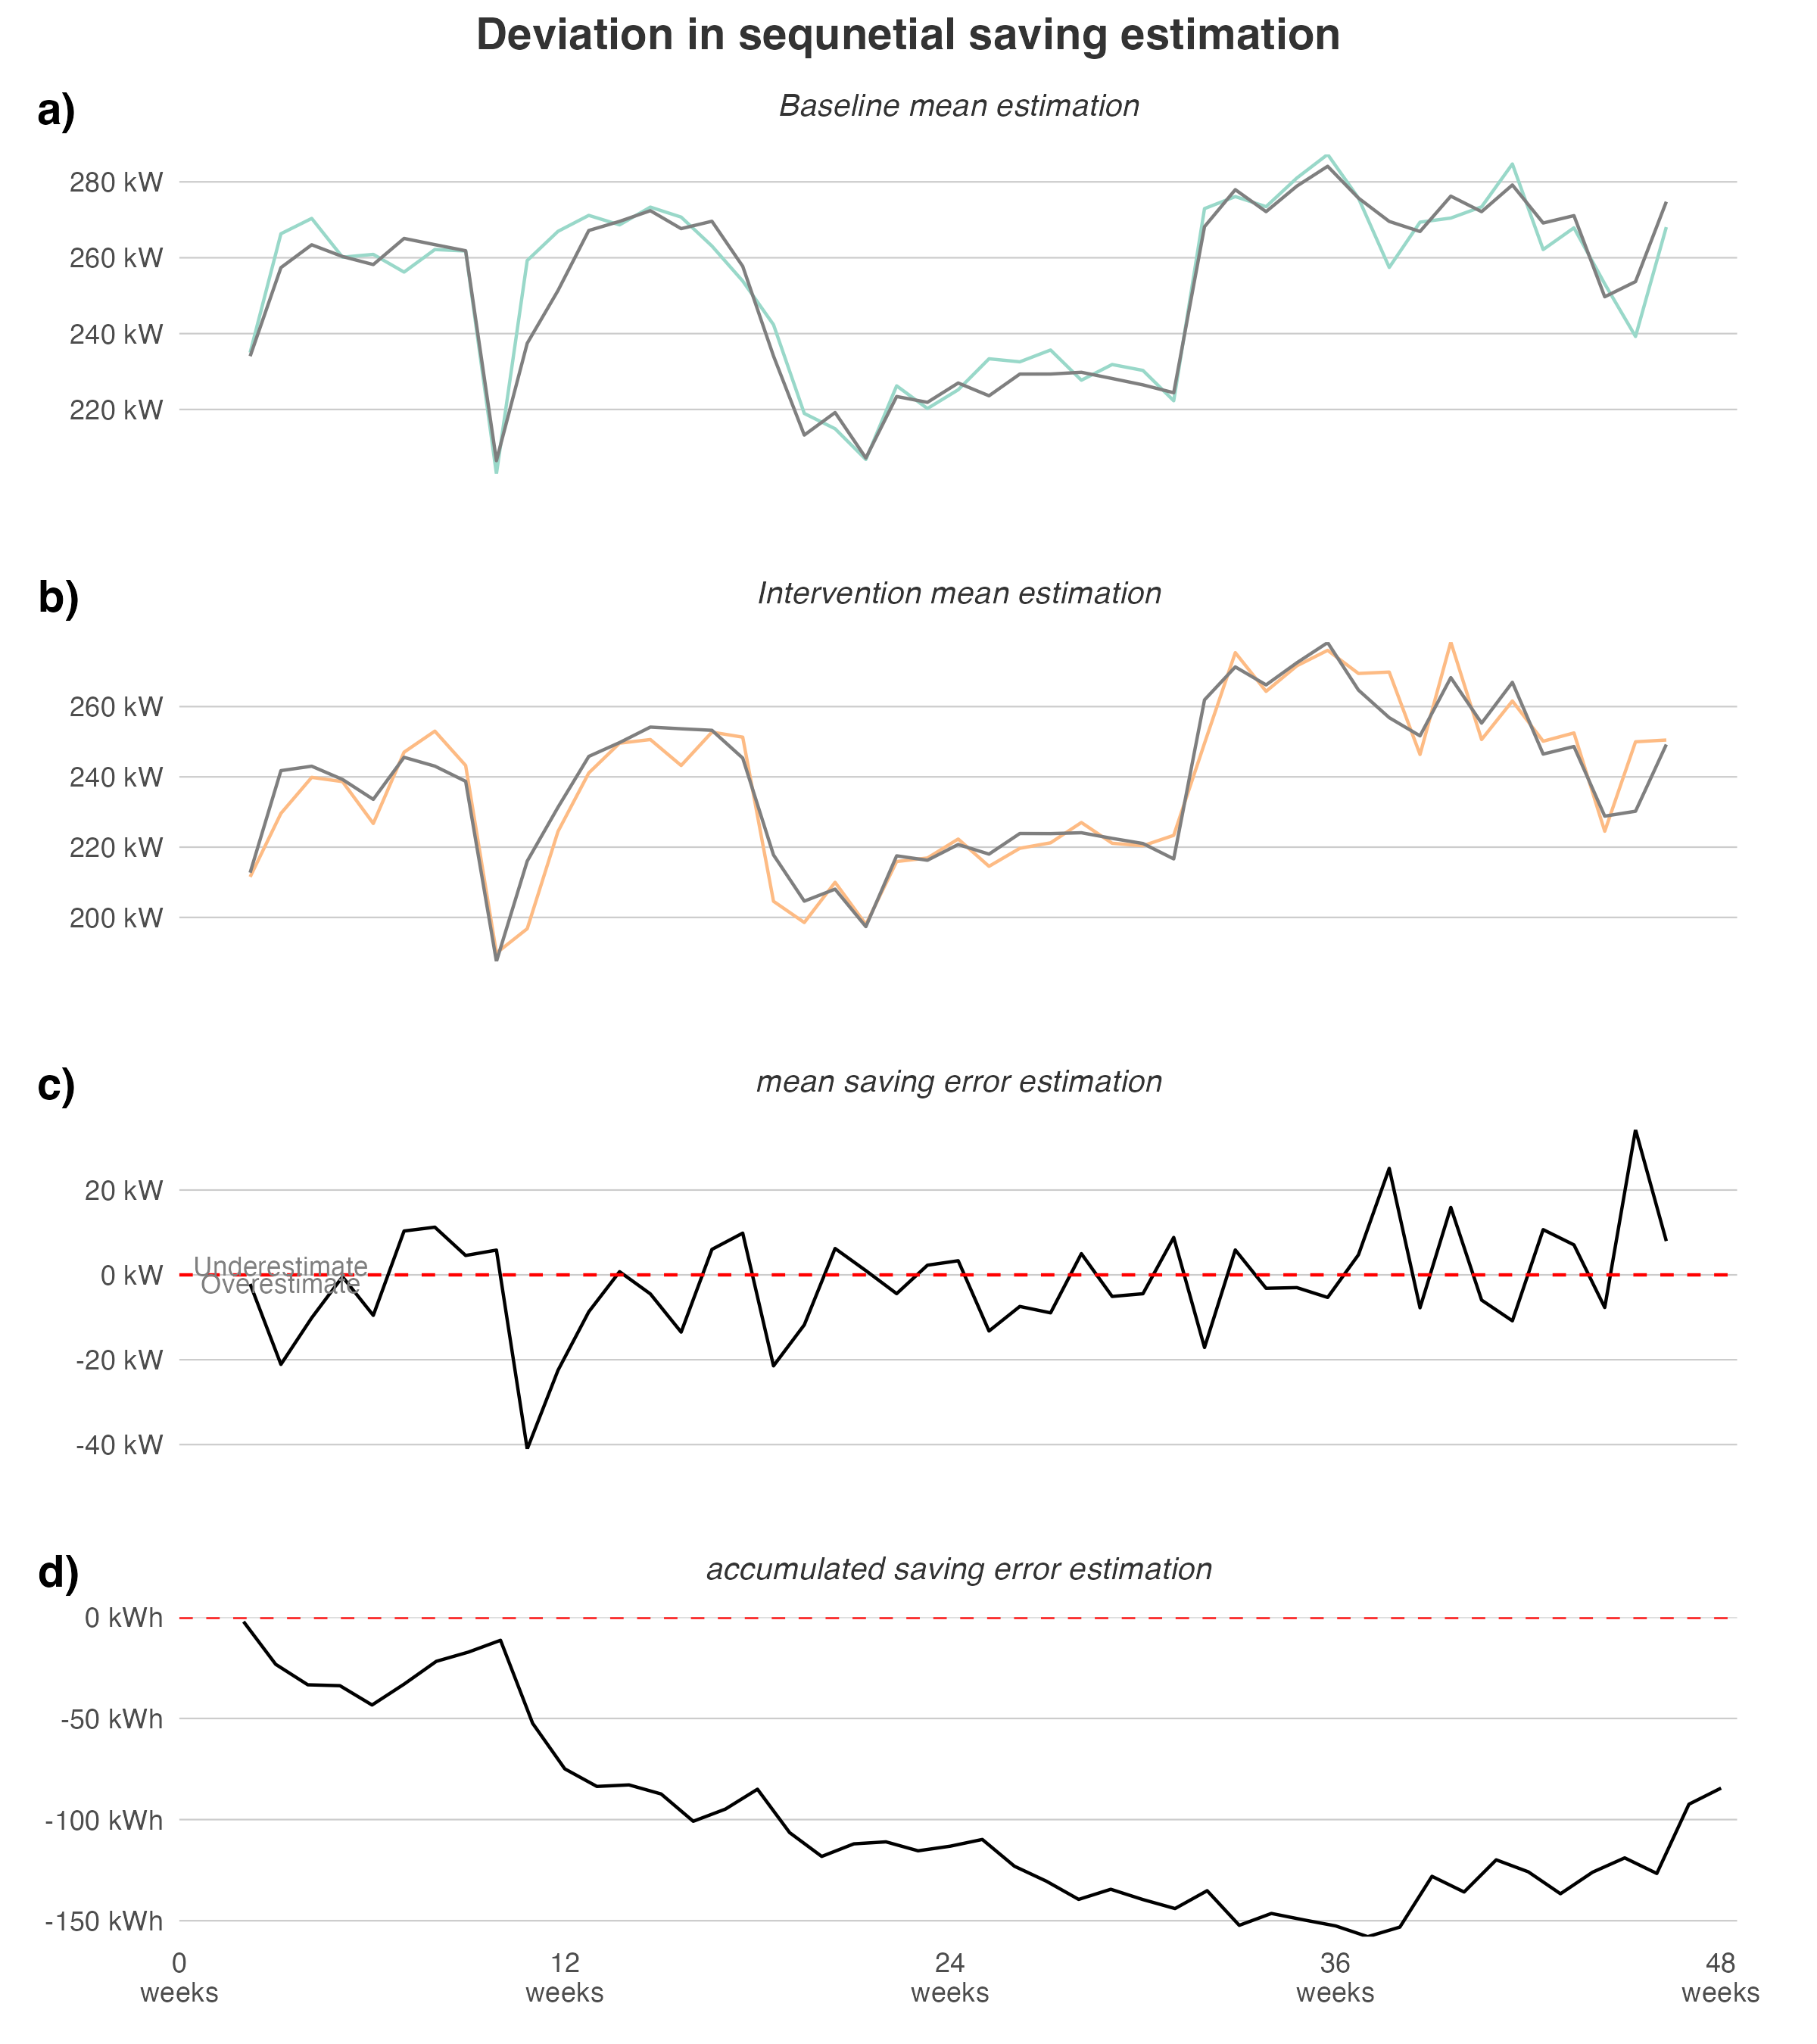 Deviation in sequnetial saving estimation
a)
Baseline mean estimation
280 kW
260 kW
240 kW
220 kW
b)
Intervention mean estimation
260 kW
240 kW
220 kW
200 kW
c)
mean saving error estimation
20 kW
Underestimate
0 kW
Overestimate
-20 kW
-40 kW
d)
accumulated saving error estimation
0 kWh
-50 kWh
-100 kWh
-150 kWh
0 12 24 36 48
weeks weeks weeks weeks weeks